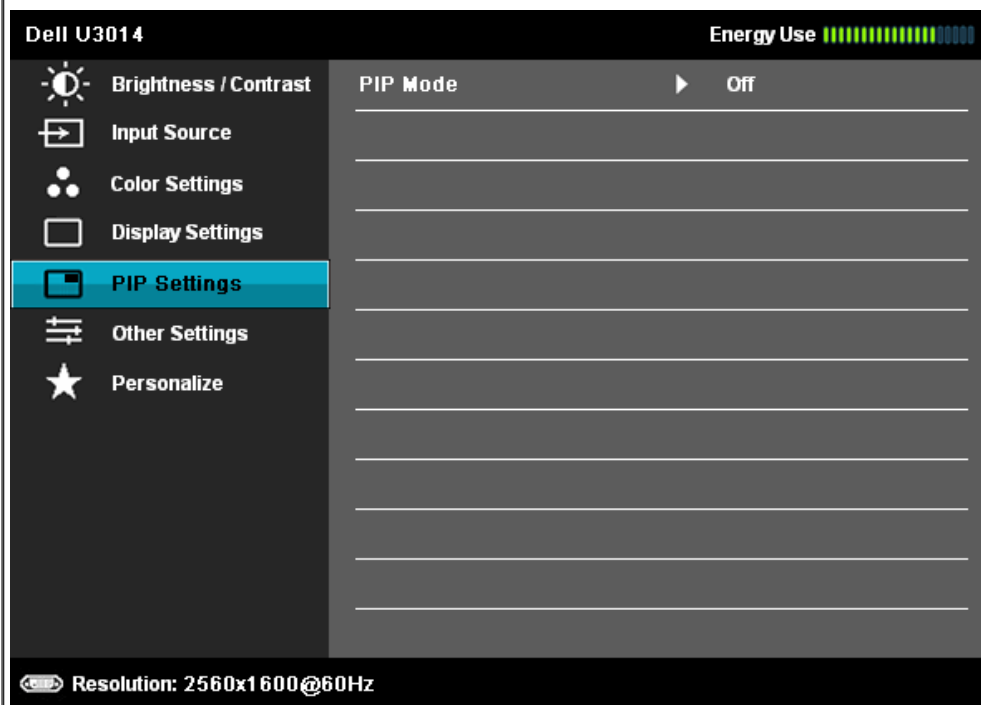 Dell U3014 Energy Use
Brightness / Contrast PIP Mode Off
Input Source
Color Settings
Display Settings
PIP Settings
Other Settings
Personalize
Resolution: 2560x1600@60Hz